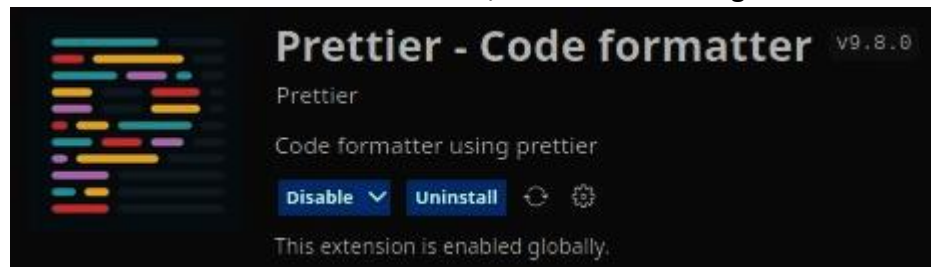 Prettier - Code formatter v9.8.0
Prettier
Code formatter using prettier
Disable Uninstall
This extension is enabled globally.